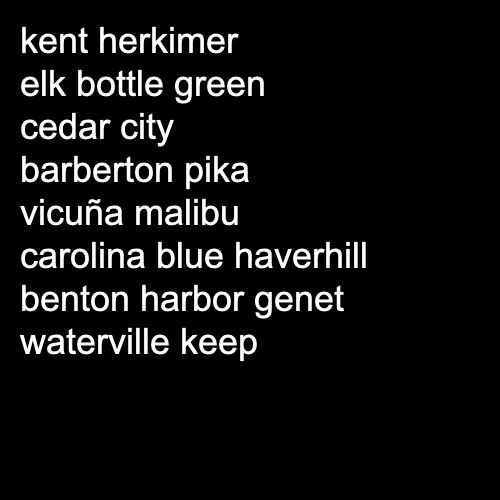 kent herkimer
elk bottle green
cedar city
barberton pika
vicuña malibu
carolina blue haverhill
benton harbor genet
waterville keep